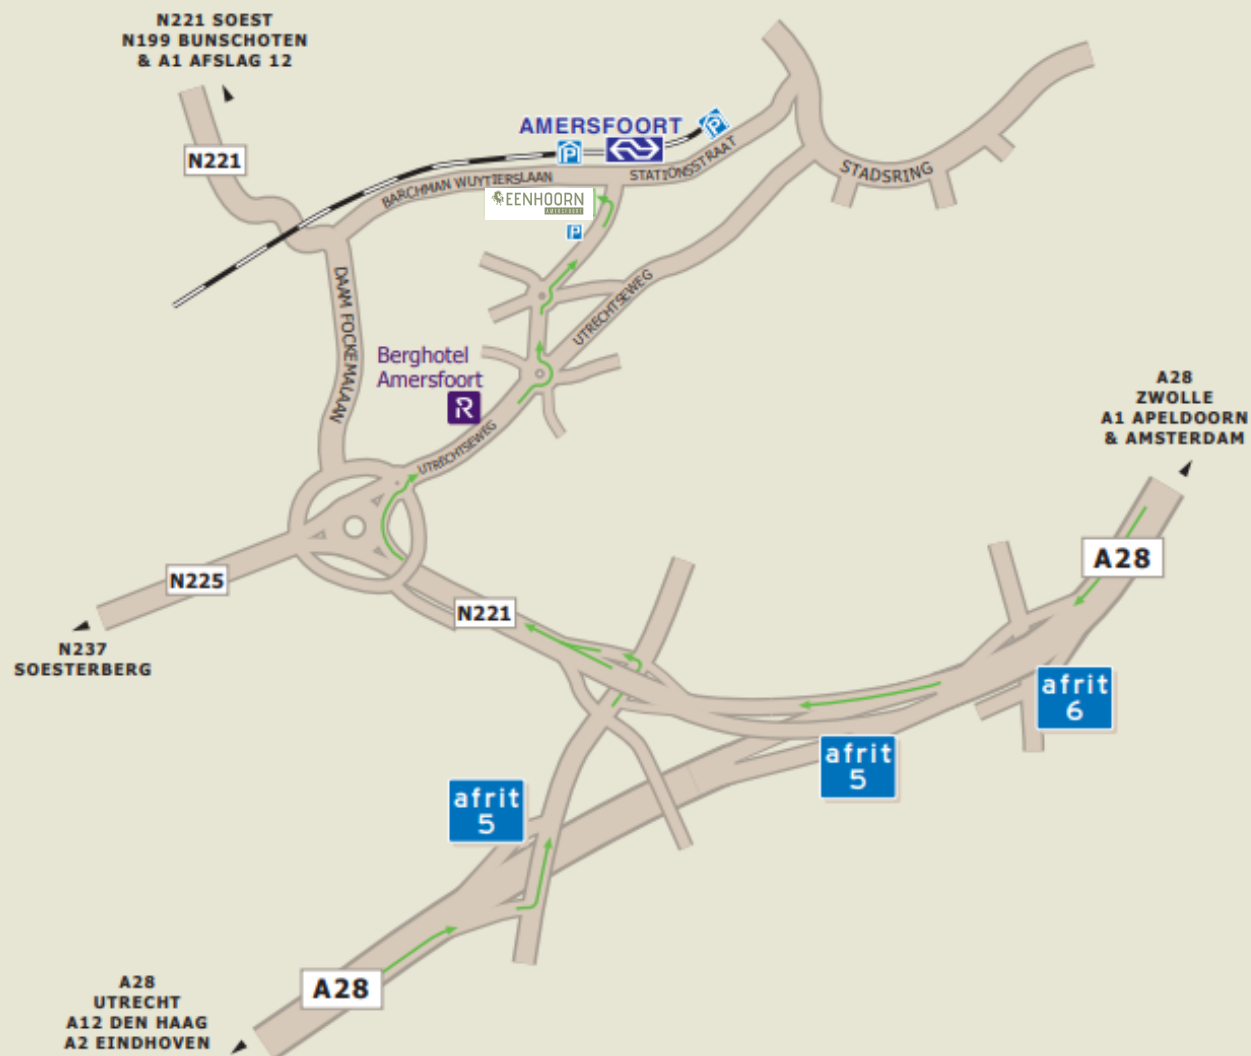 N221 SOEST
N199 BUNSCHOTEN
& A1 AFSLAG 12
AMERSFOORT
P
P
N221
STATIONSSTRAAT
STADSRING
BARCHMAN WUYTIERSLAAN
EENHOORN
AMERSFOORT
P
DAAM FOCKEMALAAN
UTRECHTSEWEG
Berghotel
Amersfoort
R
UTRECHTSEWEG
A28
ZWOLLE
A1 APELDOORN
& AMSTERDAM
A28
N225
N221
N237
SOESTERBERG
afrit
6
afrit
5
afrit
5
A28
A28
UTRECHT
A12 DEN HAAG
A2 EINDHOVEN